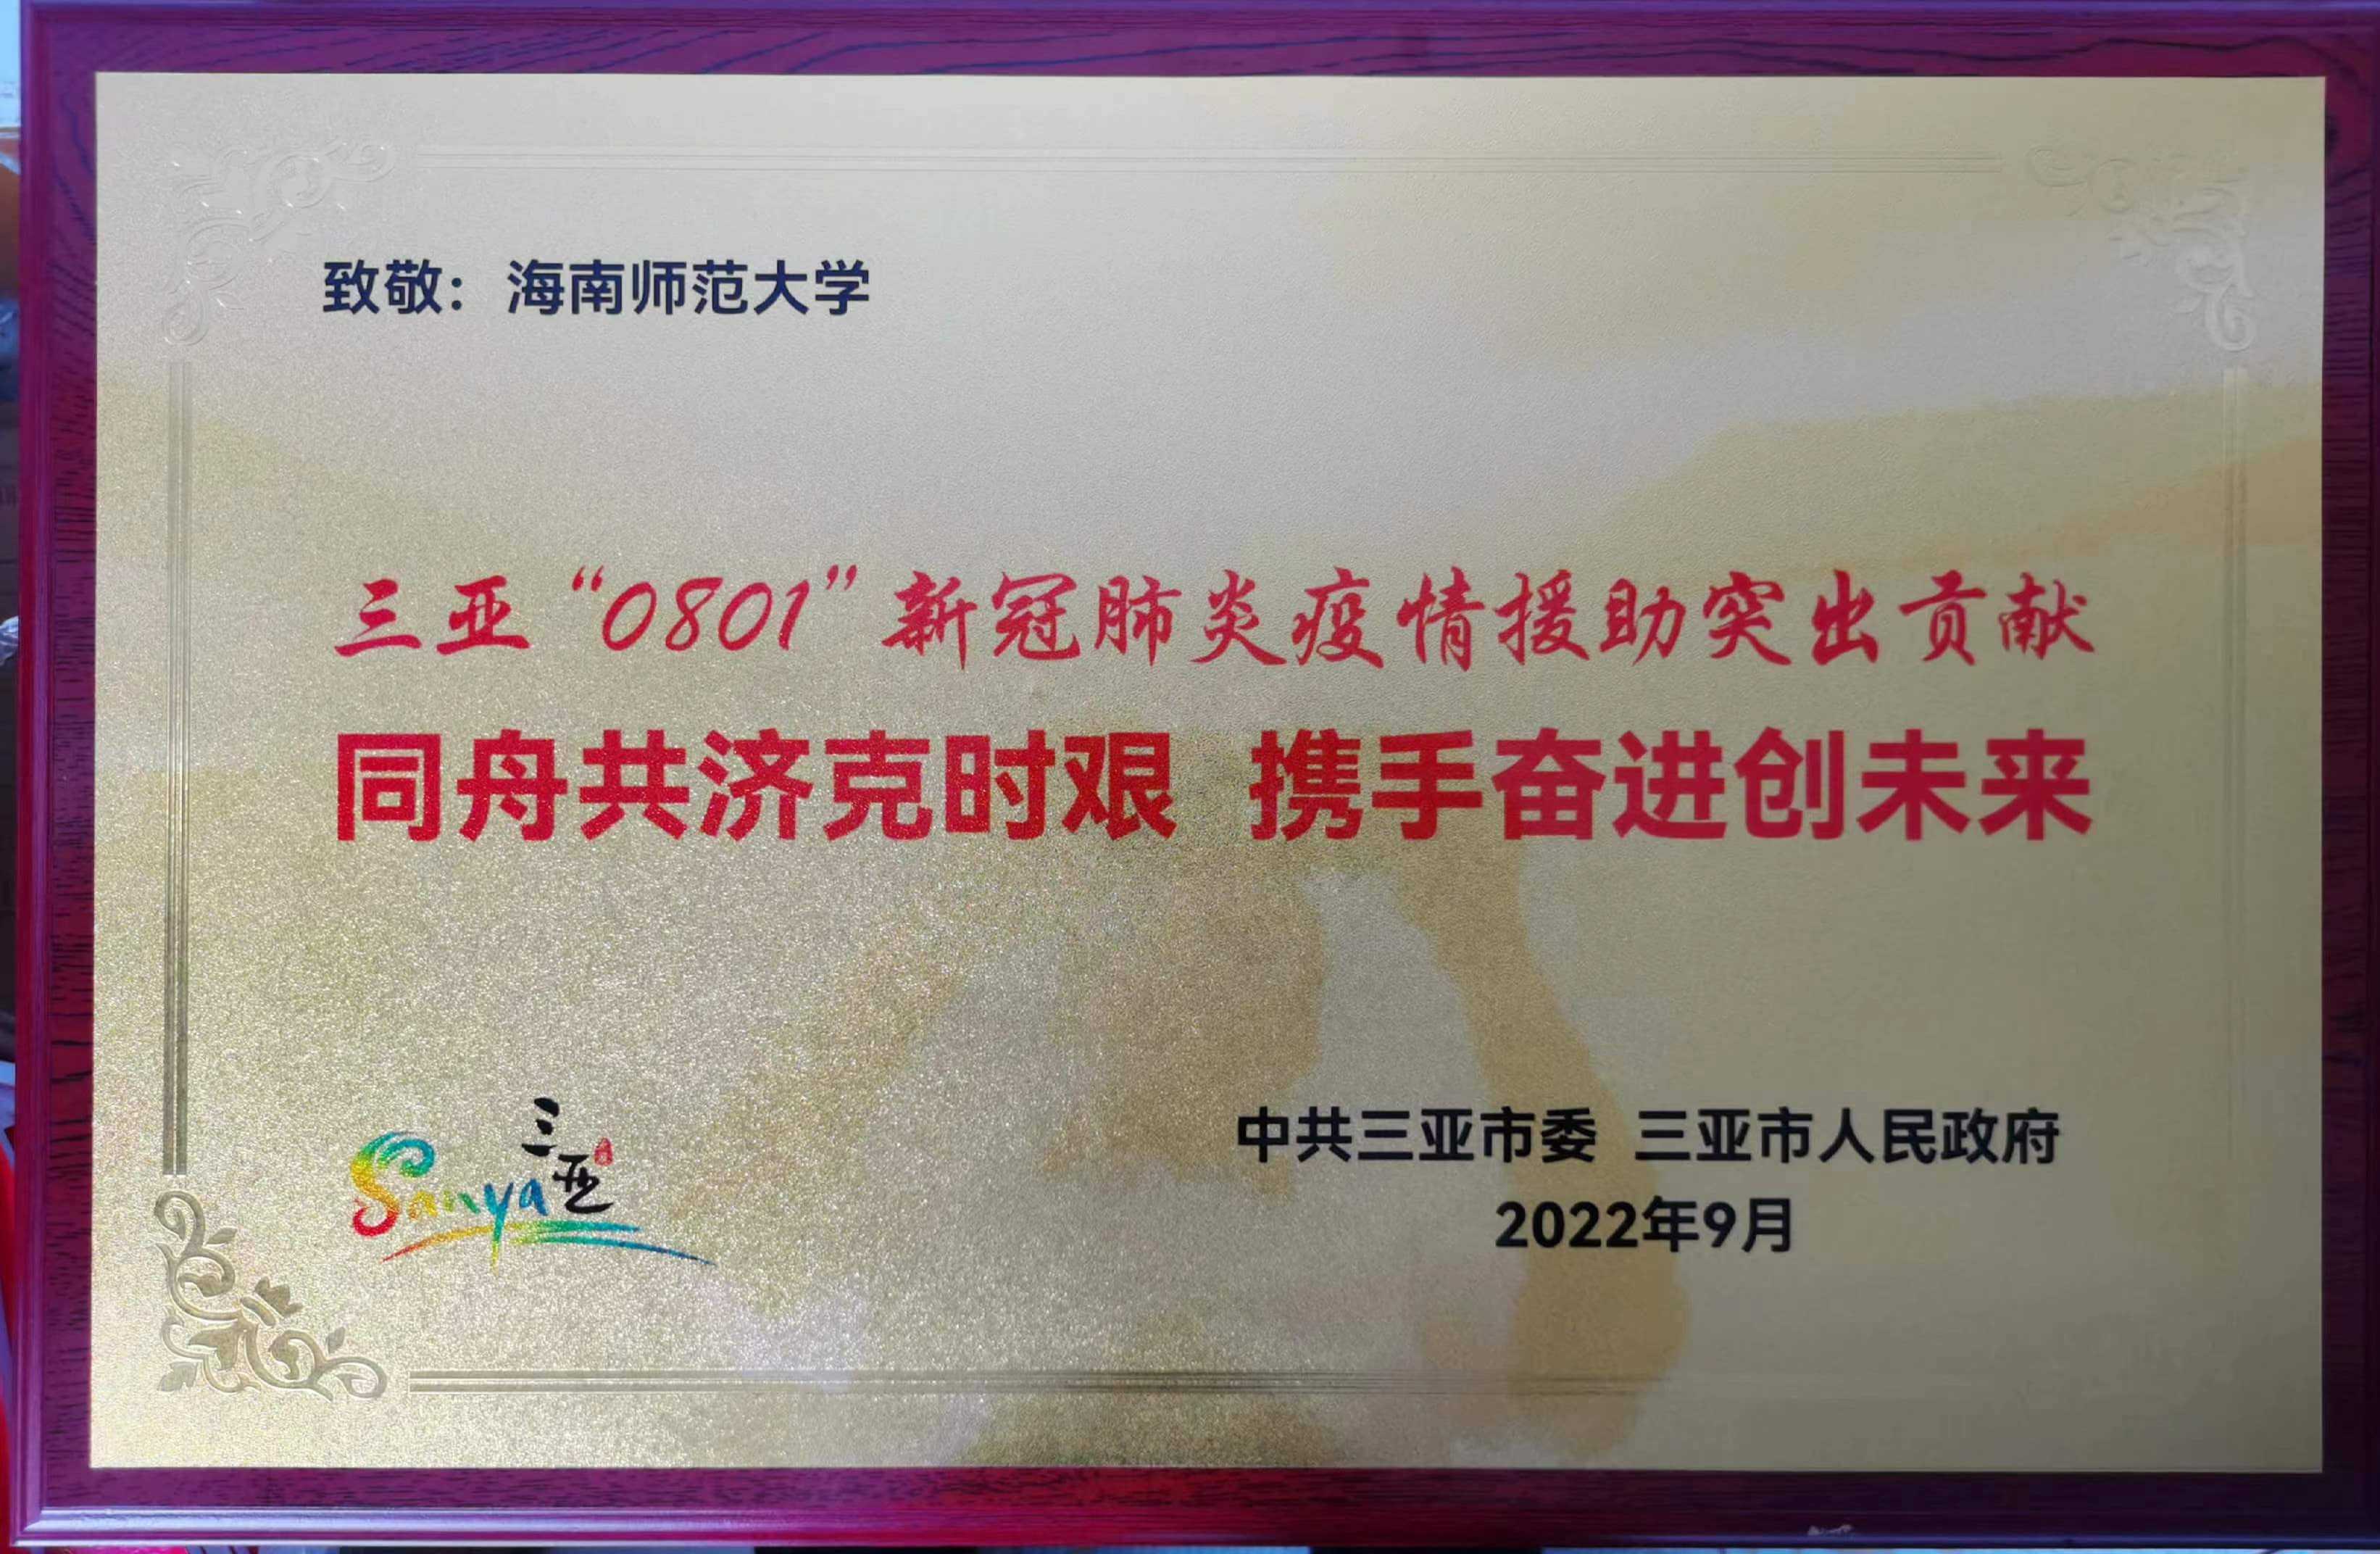 致敬：海南师范大学
三亚“0801”新冠肺炎疫情援助突出贡献
同舟共济克时艰 携手奋进创未来
三亚
Sanya
中共三亚市委 三亚市人民政府
2022年9月